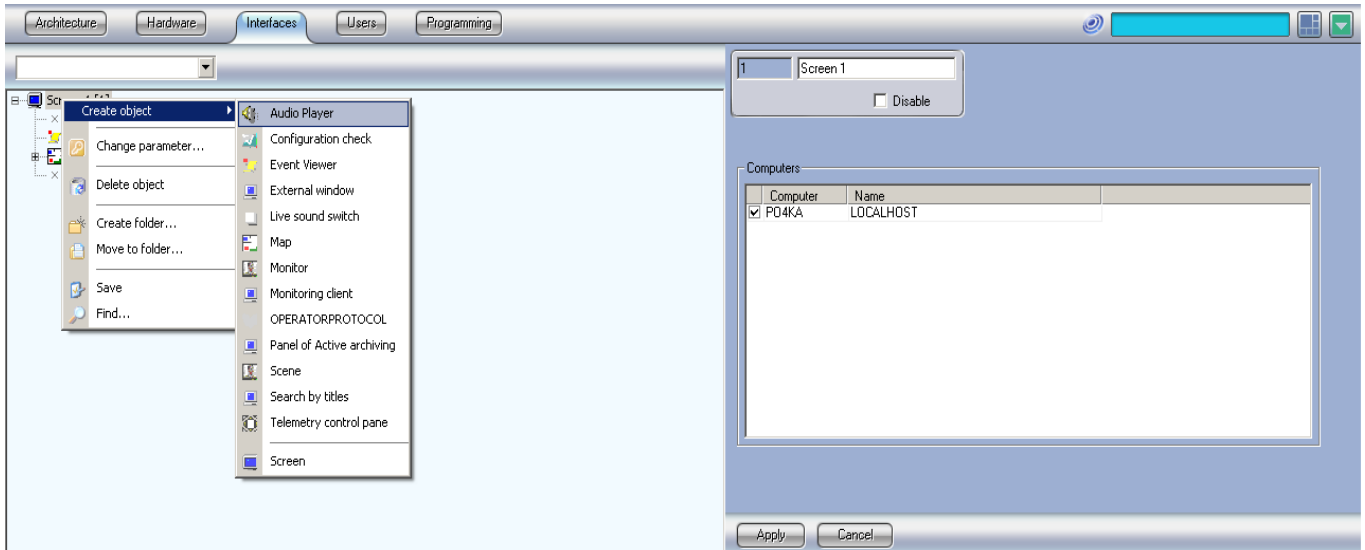 Architecture Hardware Interfaces Users Programming
1 Screen 1
Disable
Create object
Change parameter...
Delete object
Create folder...
Move to folder...
Save
Find...
Audio Player
Configuration check
Event Viewer
External window
Live sound switch
Map
Monitor
Monitoring client
OPERATORPROTOCOL
Panel of Active archiving
Scene
Search by titles
Telemetry control pane
Screen
Computers
Computer Name
PO4KA LOCALHOST
Apply Cancel